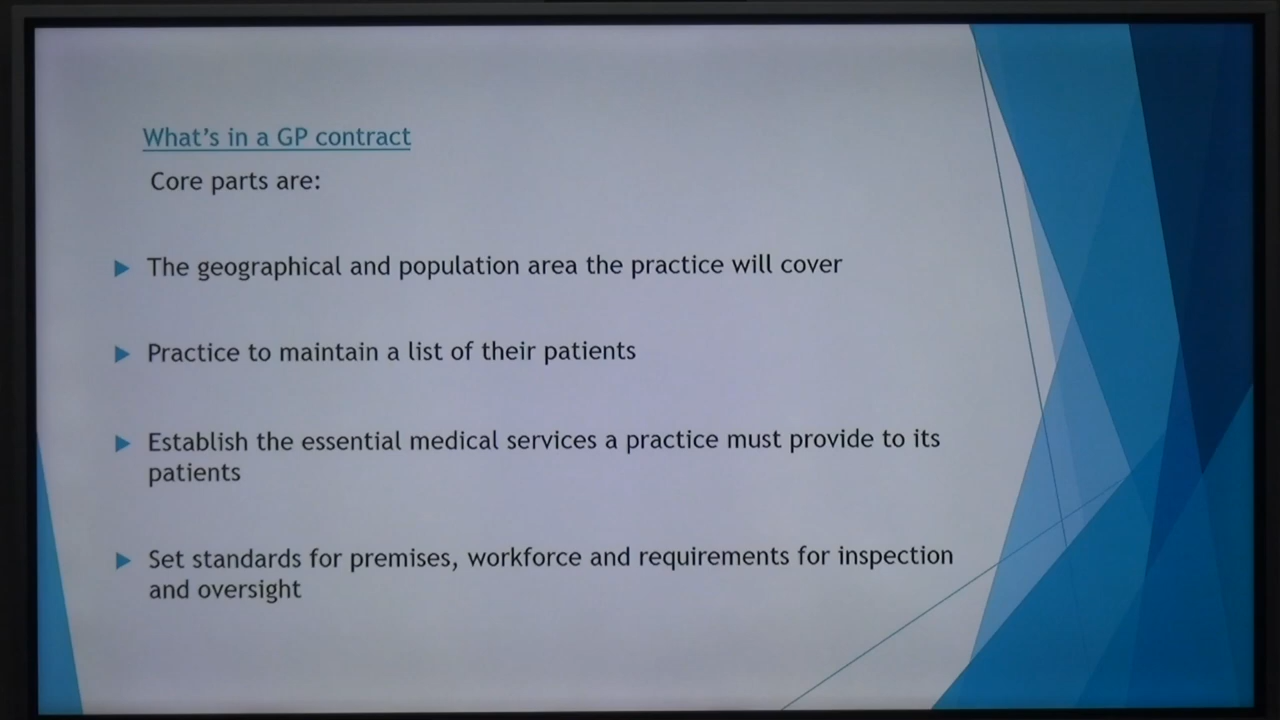 What's in a GP contract
Core parts are:
The geographical and population area the practice will cover
Practice to maintain a list of their patients
Establish the essential medical services a practice must provide to its
patients
Set standards for premises, workforce and requirements for inspection
and oversight